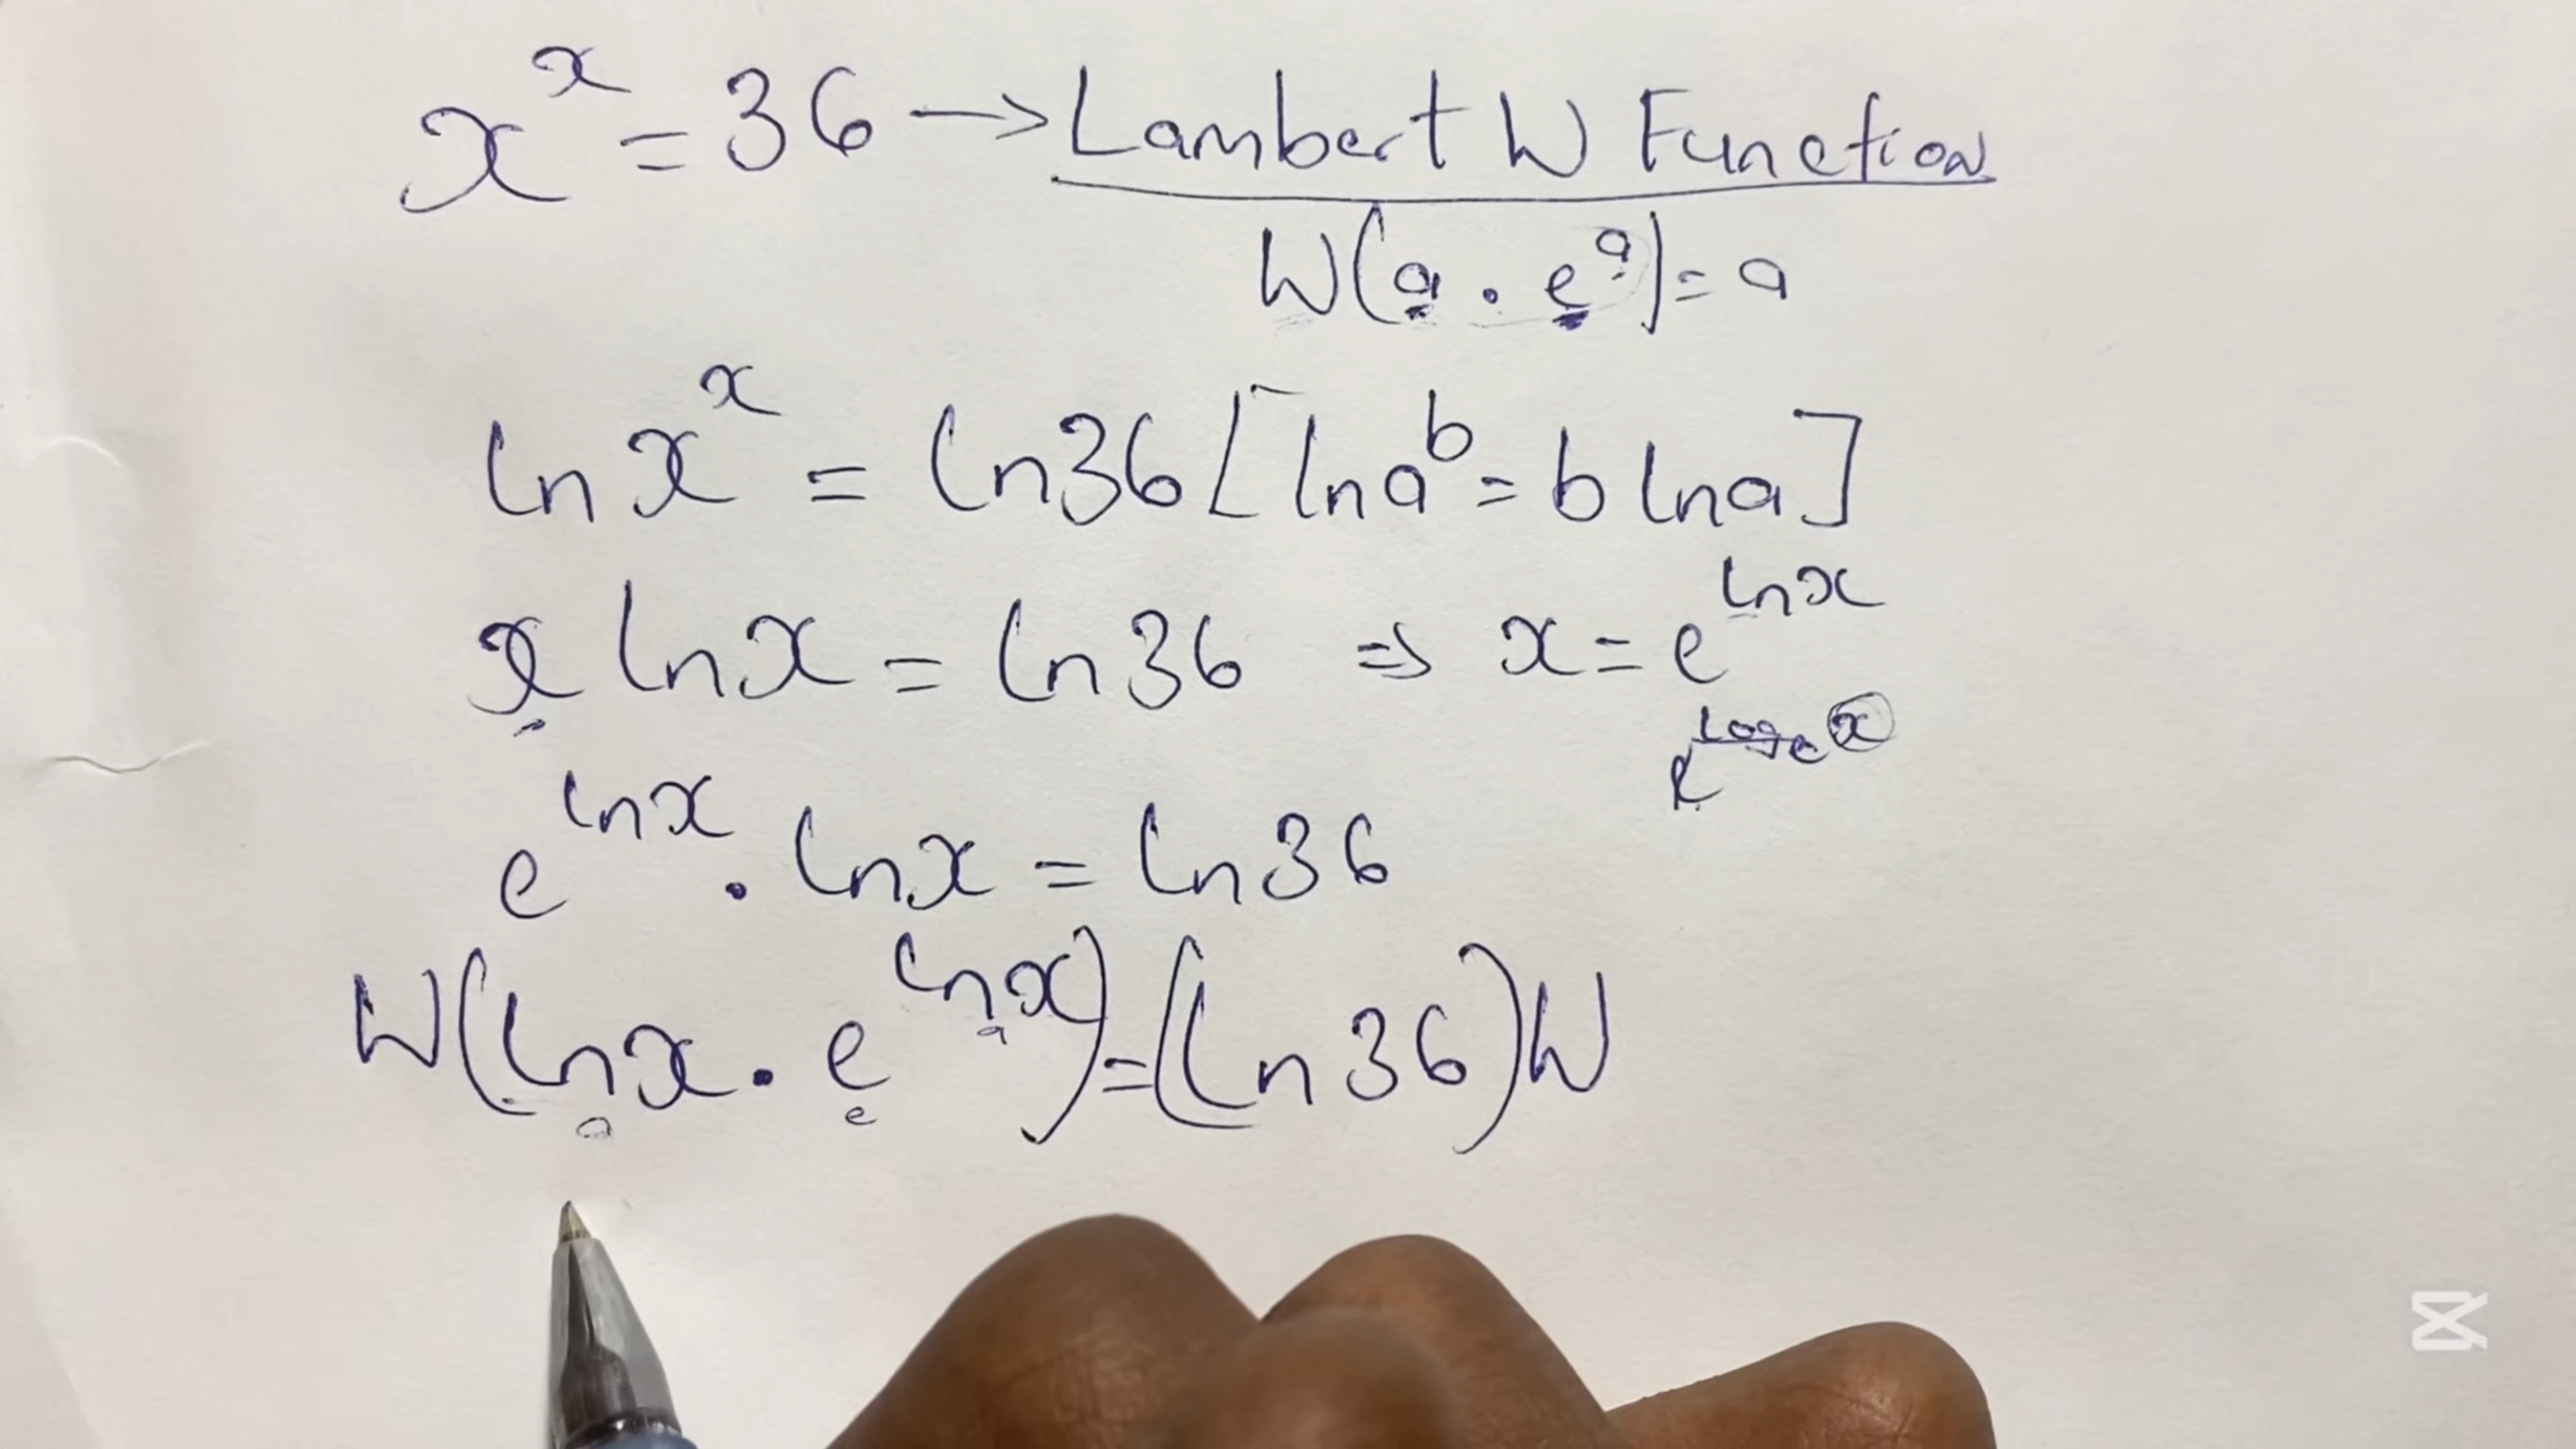 x^x = 36 → Lambert W Function
W(a · e^a) = a
ln x^x = ln36 [ln a^b = b ln a]
x ln x = ln 36 ⇒ x = e^ln x
e^log_e x
e^ln x · ln x = ln 36
W(ln x · e^ln x) = (ln 36)W
a e a